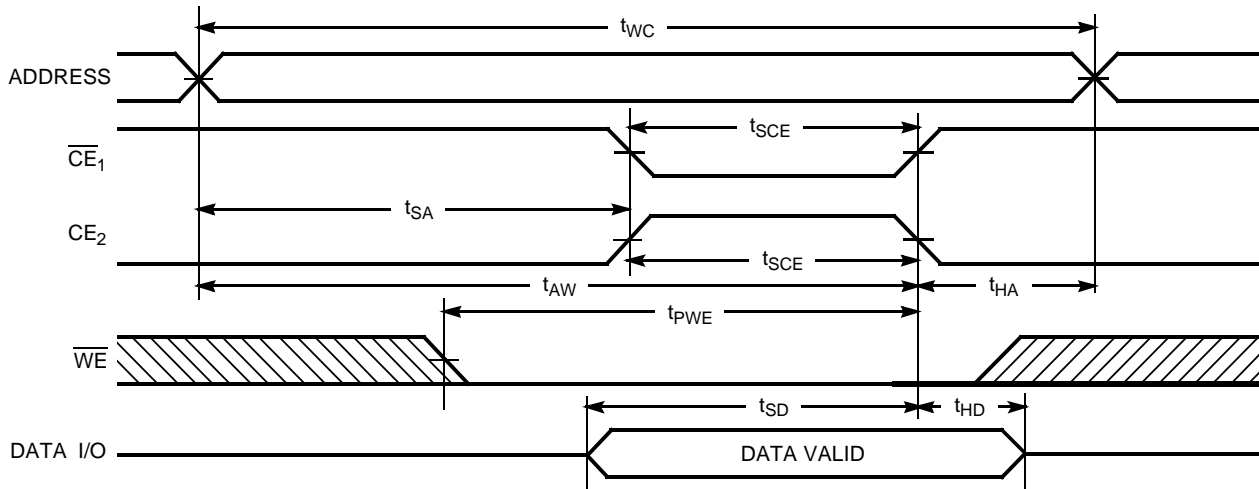 tWC
ADDRESS
tSCE
CE1
tSA
CE2
tSCE
tAW
tHA
tPWE
WE
tSD
tHD
DATA I/O
DATA VALID